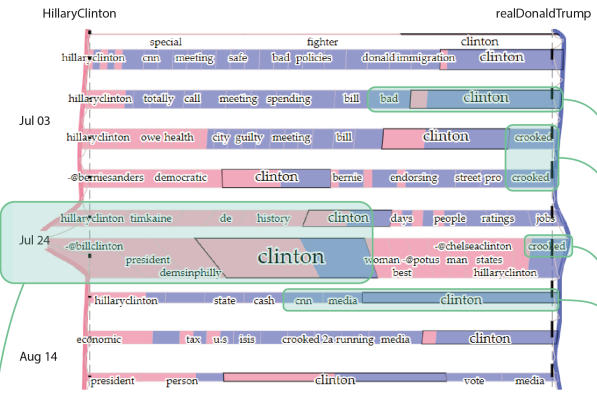 HillaryClinton realDonaldTrump
special fighter clinton
hillaryclinton cnn meeting safe bad policies donald immigration clinton
hillaryclinton totally call meeting spending bill bad clinton
Jul 03
hillaryclinton owe health city guilty meeting bill clinton crooked
-@berniesanders democratic clinton bernie endorsing street pro crooked
hillaryclinton timkaine de history clinton days people ratings jobs
Jul 24
-@billclinton -@chelseaclinton crooked
president clinton woman -@potus man states
demsinphilly best hillaryclinton
hillaryclinton state cash cnn media clinton
economic tax u.s isis crooked 2a running media clinton
Aug 14
president person clinton vote media